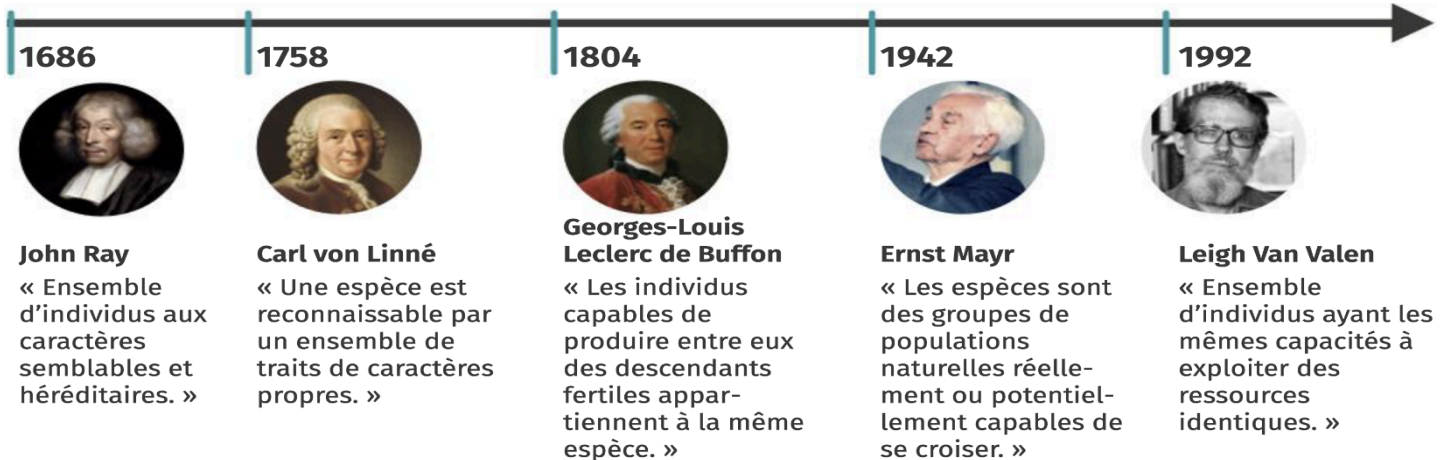 1686
John Ray
« Ensemble
d’individus aux
caractères
semblables et
héréditaires. »
1758
Carl von Linné
« Une espèce est
reconnaissable par
un ensemble de
traits de caractères
propres. »
1804
Georges-Louis
Leclerc de Buffon
« Les individus
capables de
produire entre eux
des descendants
fertiles appar-
tiennent à la même
espèce. »
1942
Ernst Mayr
« Les espèces sont
des groupes de
populations
naturelles réelle-
ment ou potentiel-
lement capables de
se croiser. »
1992
Leigh Van Valen
« Ensemble
d’individus ayant les
mêmes capacités à
exploiter des
ressources
identiques. »